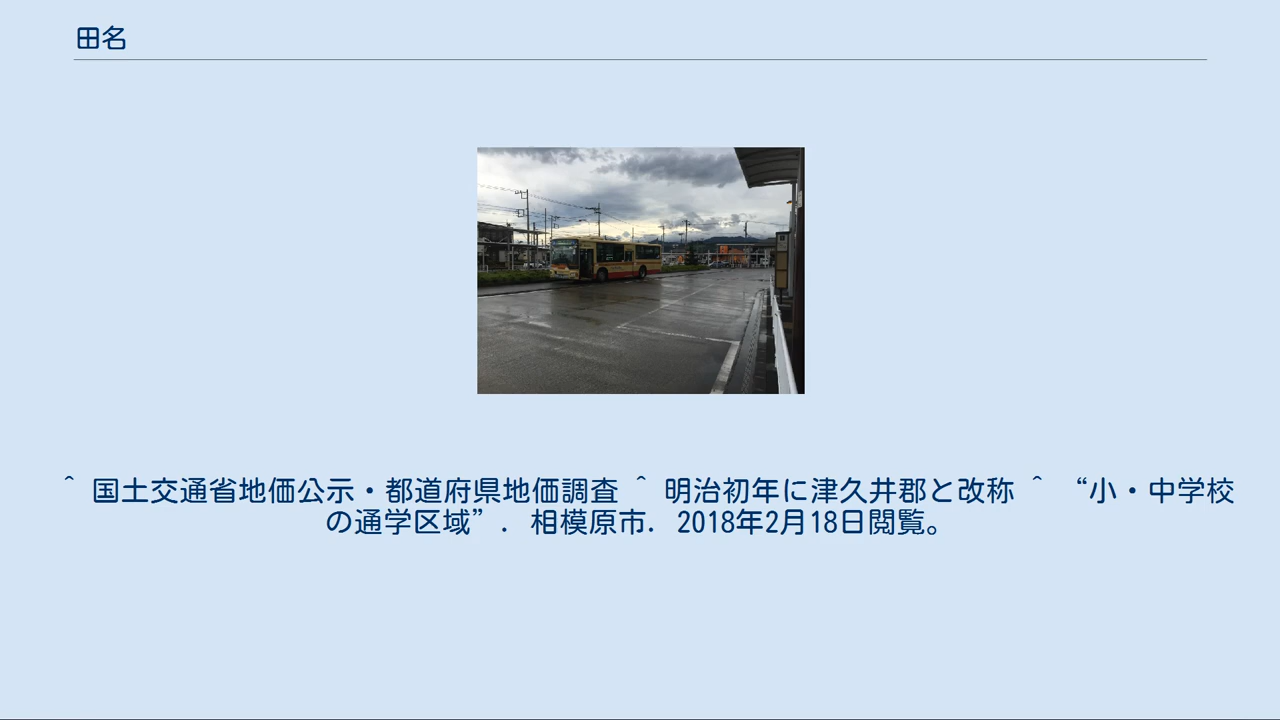 田名
^ 国土交通省地価公示・都道府県地価調査 ^ 明治初年に津久井郡と改称 ^ “小・中学校
の通学区域”. 相模原市. 2018年2月18日閲覧。